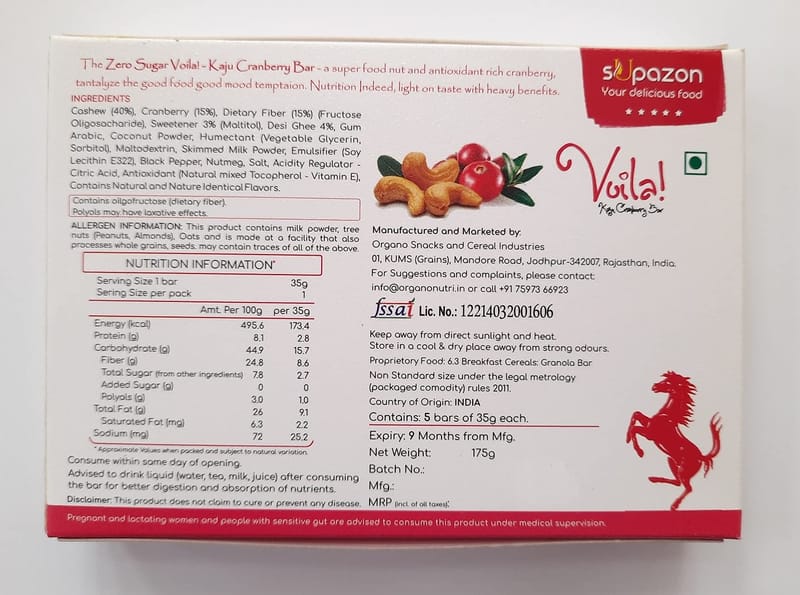 The Zero Sugar Voila! - Kaju Cranberry Bar - a super food nut and antioxidant rich cranberry,
tantalyze the good food good mood temptaion. Nutrition Indeed, light on taste with heavy benefits.
sUpazon
Your delicious food
INGREDIENTS
Cashew (40%), Cranberry (15%), Dietary Fiber (15%) (Fructose
Oligosacharide), Sweetener 3% (Maltitol), Desi Ghee 4%, Gum
Arabic, Coconut Powder, Humectant (Vegetable Glycerin,
Sorbitol), Maltodextrin, Skimmed Milk Powder, Emulsifier (Soy
Lecithin E322), Black Pepper, Nutmeg, Salt, Acidity Regulator -
Citric Acid, Antioxidant (Natural mixed Tocopherol - Vitamin E),
Contains Natural and Nature Identical Flavors.
Contains oligofructose (dietary fiber).
Polyols may have laxative effects.
ALLERGEN INFORMATION: This product contains milk powder, tree
nuts (Peanuts, Almonds), Oats and is made at a facility that also
processes whole grains, seeds. may contain traces of all of the above.
NUTRITION INFORMATION*
Serving Size 1 bar 35g
Sering Size per pack 1
Amt. Per 100g per 35g
Energy (kcal) 495.6 173.4
Protein (g) 8.1 2.8
Carbohydrate (g) 44.9 15.7
Fiber (g) 24.8 8.6
Total Sugar (from other ingredients) 7.8 2.7
Added Sugar (g) 0 0
Polyols (g) 3.0 1.0
Total Fat (g) 26 9.1
Saturated Fat (mg) 6.3 2.2
Sodium (mg) 72 25.2
* Approximate Values when packed and subject to natural variation.
Consume within same day of opening.
Advised to drink liquid (water, tea, milk, juice) after consuming
the bar for better digestion and absorption of nutrients.
Disclaimer: This product does not claim to cure or prevent any disease.
Voila!
Kaju Cranberry Bar
Manufactured and Marketed by:
Organo Snacks and Cereal Industries
01, KUMS (Grains), Mandore Road, Jodhpur-342007, Rajasthan, India.
For Suggestions and complaints, please contact:
info@organonutri.in or call +91 75973 66923
fssai Lic. No.: 12214032001606
Keep away from direct sunlight and heat.
Store in a cool & dry place away from strong odours.
Proprietary Food: 6.3 Breakfast Cereals: Granola Bar
Non Standard size under the legal metrology
(packaged comodity) rules 2011.
Country of Origin: INDIA
Contains: 5 bars of 35g each.
Expiry: 9 Months from Mfg.
Net Weight: 175g
Batch No.:
Mfg.:
MRP (incl. of all taxes):
Pregnant and lactating women and people with sensitive gut are advised to consume this product under medical supervision.